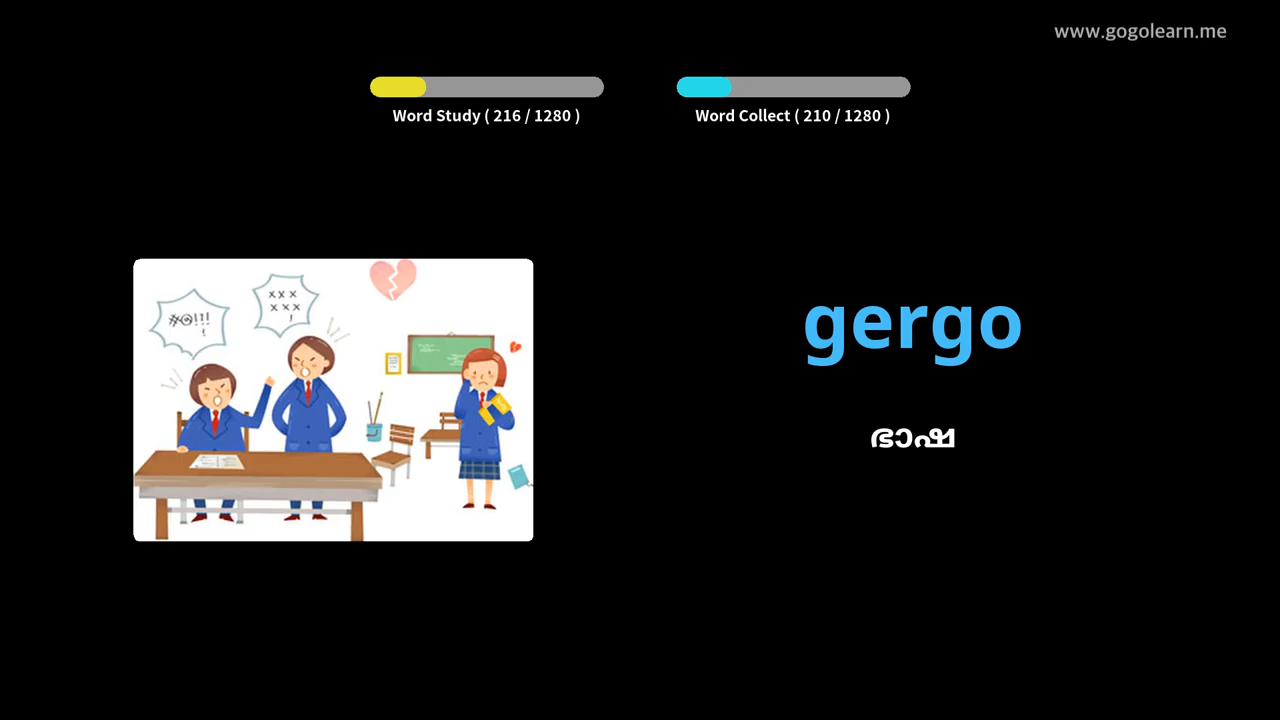 www.gogolearn.me
Word Study ( 216 / 1280 )
Word Collect ( 210 / 1280 )
#@!?!
!
x x x
x x x
!
gergo
ഭാഷ